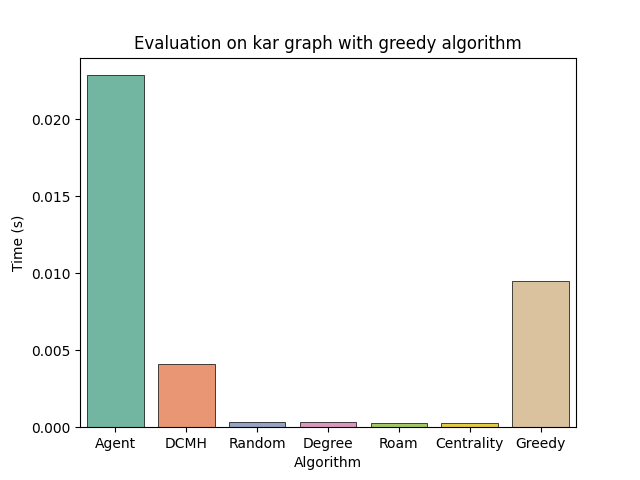 Evaluation on kar graph with greedy algorithm
0.020
0.015
0.010
0.005
0.000
Time (s)
Agent DCMH Random Degree Roam Centrality Greedy
Algorithm